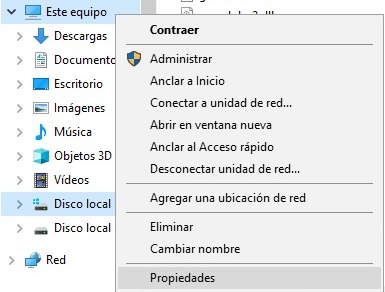 Este equipo
Descargas
Documento
Escritorio
Imágenes
Música
Objetos 3D
Vídeos
Disco local
Disco local
Red
Contraer
Administrar
Anclar a Inicio
Conectar a unidad de red...
Abrir en ventana nueva
Anclar al Acceso rápido
Desconectar unidad de red...
Agregar una ubicación de red
Eliminar
Cambiar nombre
Propiedades